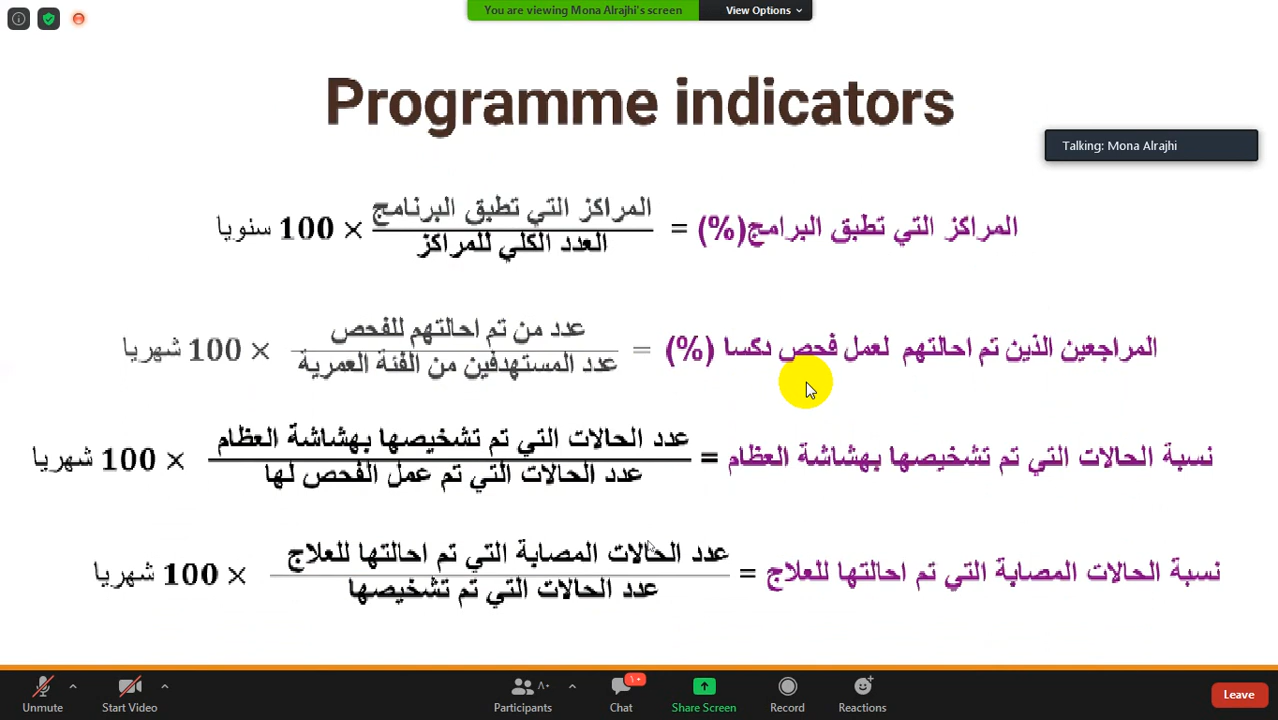 You are viewing Mona Alrajhi's screen
View Options
Programme indicators
Talking: Mona Alrajhi
المراكز التي تطبق البرامج(%) = المراكز التي تطبق البرنامج
العدد الكلي للمراكز
× 100 سنويا
المراجعين الذين تم احالتهم لعمل فحص دكسا (%) = عدد من تم احالتهم للفحص
عدد المستهدفين من الفئة العمرية
× 100 شهريا
نسبة الحالات التي تم تشخيصها بهشاشة العظام = عدد الحالات التي تم تشخيصها بهشاشة العظام
عدد الحالات التي تم عمل الفحص لها
× 100 شهريا
نسبة الحالات المصابة التي تم احالتها للعلاج = عدد الحالات المصابة التي تم احالتها للعلاج
عدد الحالات التي تم تشخيصها
× 100 شهريا
Unmute
Start Video
Participants
٨٠
Chat
١٠
Share Screen
Record
Reactions
Leave